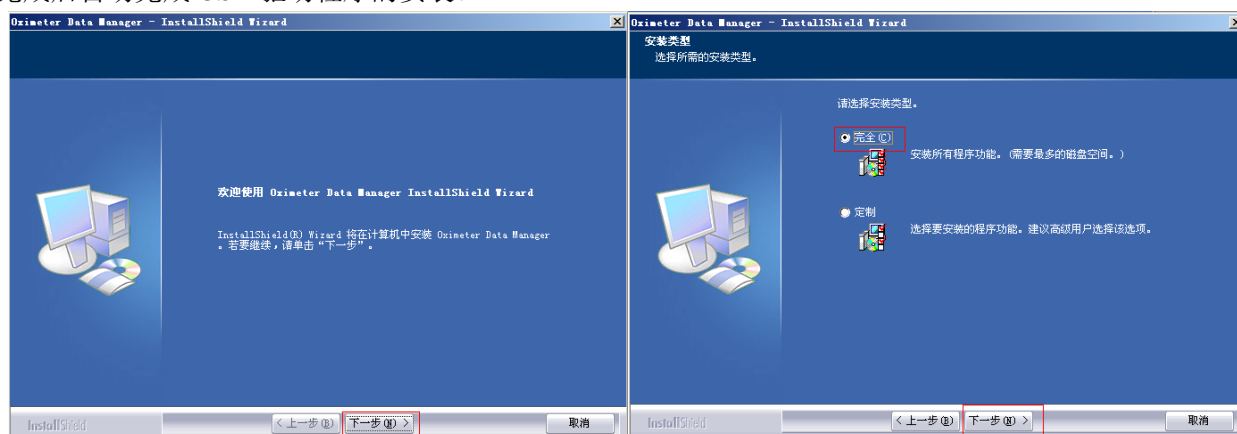 Oximeter Data Manager - InstallShield Wizard
欢迎使用 Oximeter Data Manager InstallShield Wizard
InstallShield(R) Wizard 将在计算机中安装 Oximeter Data Manager
。若要继续，请单击“下一步”。
InstallShield
< 上一步(B)
下一步(N) >
取消
Oximeter Data Manager - InstallShield Wizard
安装类型
选择所需的安装类型。
请选择安装类型。
完全(C)
安装所有程序功能。(需要最多的磁盘空间。)
定制
选择要安装的程序功能。建议高级用户选择该选项。
InstallShield
< 上一步(B)
下一步(N) >
取消